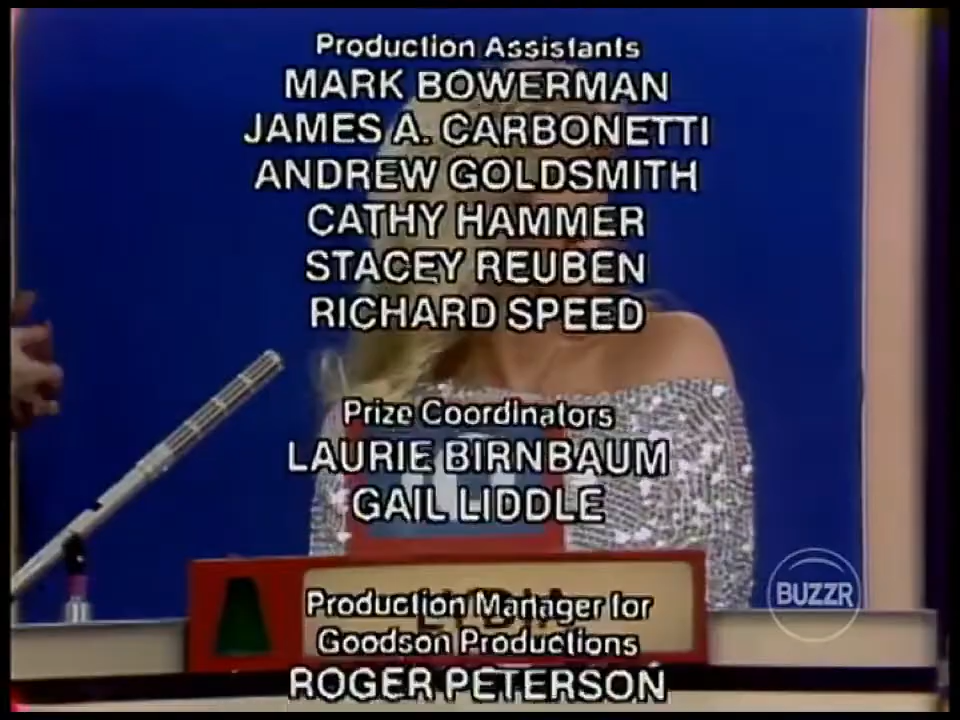 Production Assistants
MARK BOWERMAN
JAMES A. CARBONETTI
ANDREW GOLDSMITH
CATHY HAMMER
STACEY REUBEN
RICHARD SPEED
Prize Coordinators
LAURIE BIRNBAUM
GAIL LIDDLE
Production Manager for
Goodson Productions
ROGER PETERSON
BUZZR